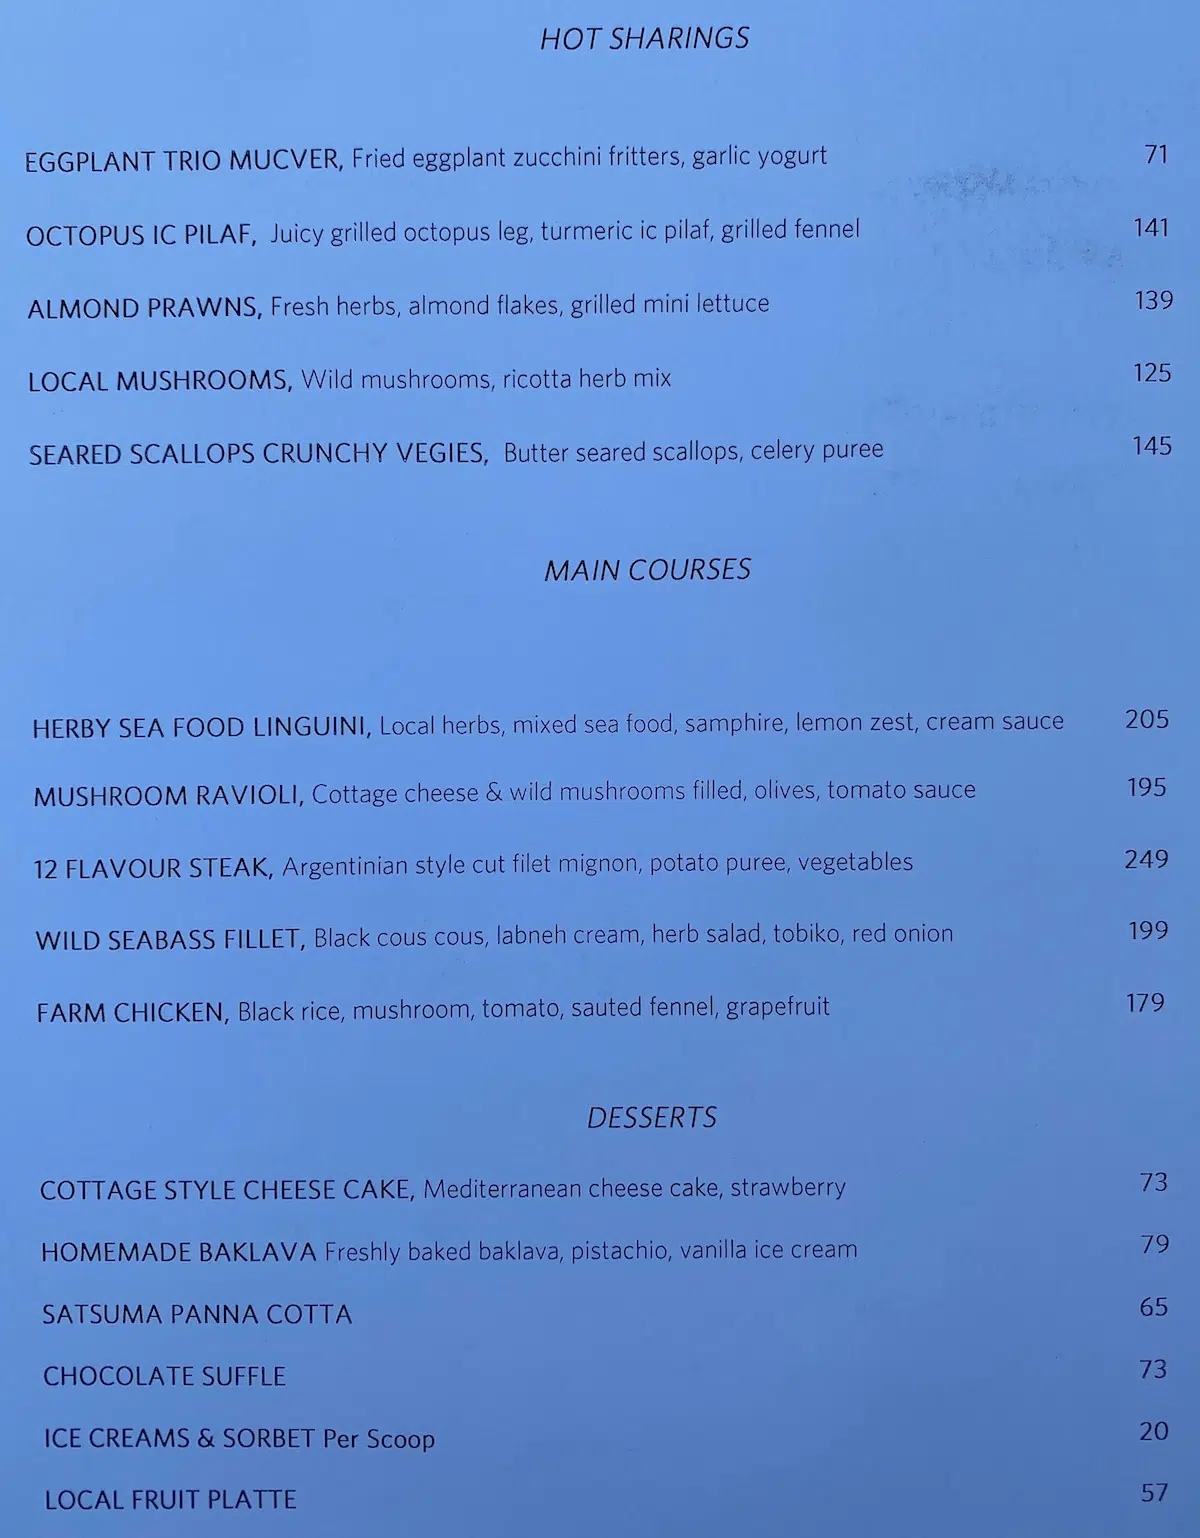 HOT SHARINGS
EGGPLANT TRIO MUCVER, Fried eggplant zucchini fritters, garlic yogurt 71
OCTOPUS IC PILAF, Juicy grilled octopus leg, turmeric ic pilaf, grilled fennel 141
ALMOND PRAWNS, Fresh herbs, almond flakes, grilled mini lettuce 139
LOCAL MUSHROOMS, Wild mushrooms, ricotta herb mix 125
SEARED SCALLOPS CRUNCHY VEGIES, Butter seared scallops, celery puree 145
MAIN COURSES
HERBY SEA FOOD LINGUINI, Local herbs, mixed sea food, samphire, lemon zest, cream sauce 205
MUSHROOM RAVIOLI, Cottage cheese & wild mushrooms filled, olives, tomato sauce 195
12 FLAVOUR STEAK, Argentinian style cut filet mignon, potato puree, vegetables 249
WILD SEABASS FILLET, Black cous cous, labneh cream, herb salad, tobiko, red onion 199
FARM CHICKEN, Black rice, mushroom, tomato, sauted fennel, grapefruit 179
DESSERTS
COTTAGE STYLE CHEESE CAKE, Mediterranean cheese cake, strawberry 73
HOMEMADE BAKLAVA Freshly baked baklava, pistachio, vanilla ice cream 79
SATSUMA PANNA COTTA 65
CHOCOLATE SUFFLE 73
ICE CREAMS & SORBET Per Scoop 20
LOCAL FRUIT PLATTE 57